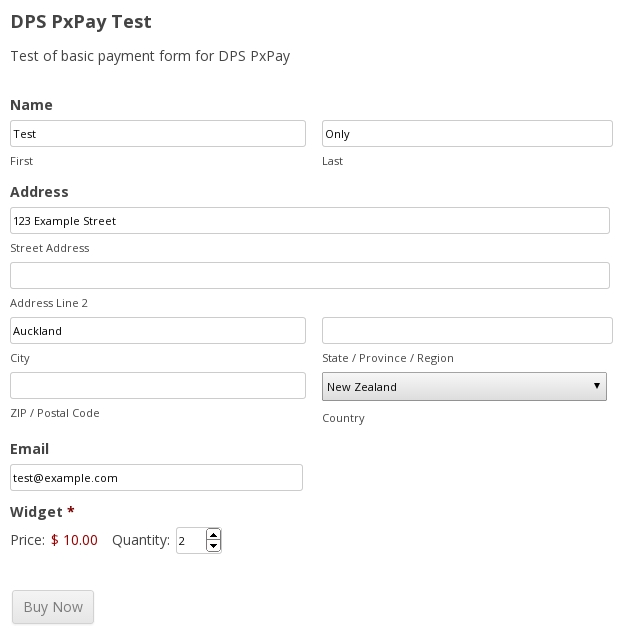 DPS PxPay Test
Test of basic payment form for DPS PxPay
Name
Test Only
First Last
Address
123 Example Street
Street Address
Address Line 2
Auckland
City State / Province / Region
New Zealand
ZIP / Postal Code Country
Email
test@example.com
Widget *
Price: $ 10.00 Quantity: 2
Buy Now